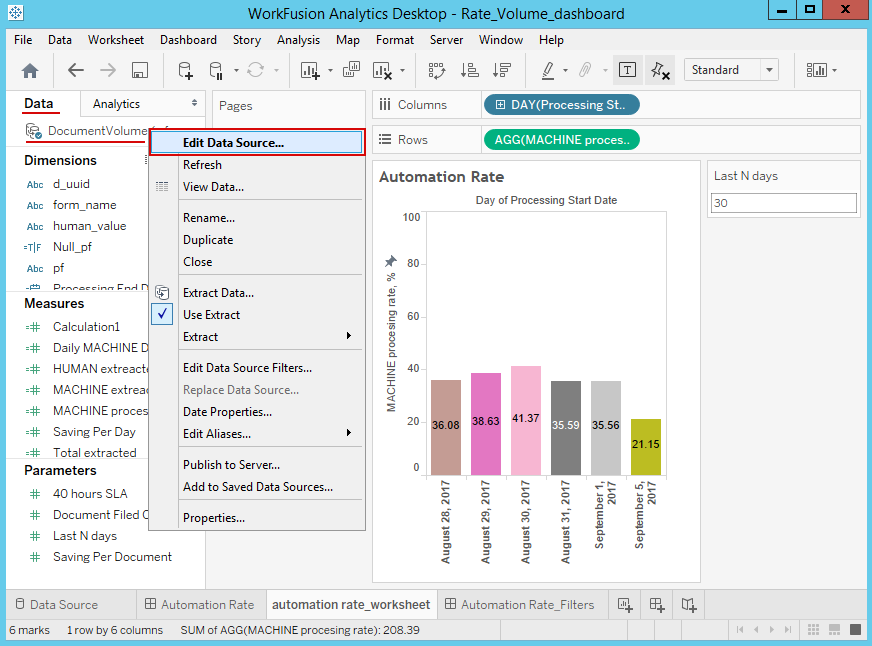 WorkFusion Analytics Desktop - Rate_Volume_dashboard
File Data Worksheet Dashboard Story Analysis Map Format Server Window Help
Standard
Data Analytics
DocumentVolume
Pages
Columns
DAY(Processing St..
Rows
AGG(MACHINE proces..
Dimensions
Abc d_uuid
Abc form_name
Abc human_value
=T|F Null_pf
Abc pf
Processing End D
Measures
Calculation1
Daily MACHINE D
HUMAN extreacte
MACHINE extreac
MACHINE proces
Saving Per Day
Total extracted
Parameters
40 hours SLA
Document Filed C
Last N days
Saving Per Document
Edit Data Source...
Refresh
View Data...
Rename...
Duplicate
Close
Extract Data...
Use Extract
Extract
Edit Data Source Filters...
Replace Data Source...
Date Properties...
Edit Aliases...
Publish to Server...
Add to Saved Data Sources...
Properties...
Automation Rate
Day of Processing Start Date
MACHINE procesing rate, %
100
80
60
40
20
0
36.08 38.63 41.37 35.59 35.56 21.15
August 28, 2017
August 29, 2017
August 30, 2017
August 31, 2017
September 1,
2017
September 5,
2017
Last N days
30
Data Source Automation Rate automation rate_worksheet Automation Rate_Filters
6 marks 1 row by 6 columns SUM of AGG(MACHINE procesing rate): 208.39